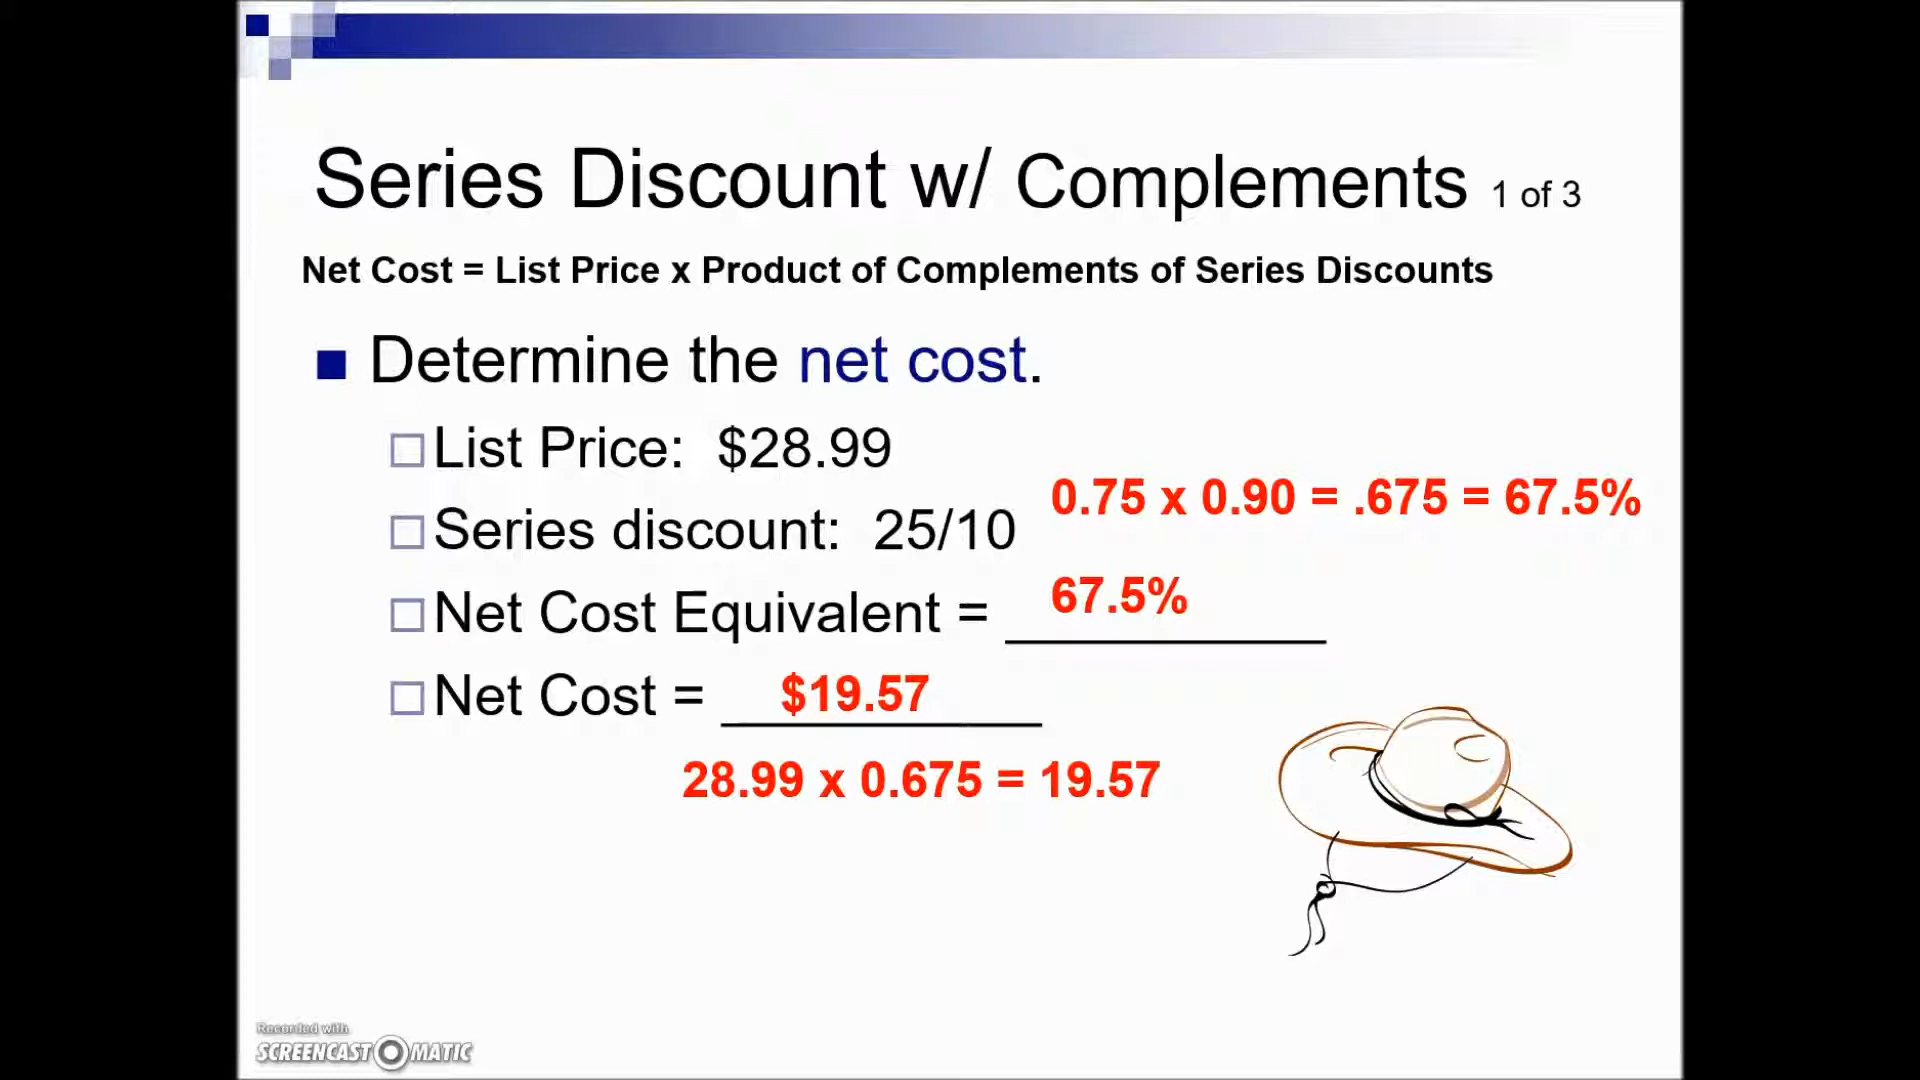 Series Discount w/ Complements 1 of 3
Net Cost = List Price x Product of Complements of Series Discounts
Determine the net cost.
List Price: $28.99
0.75 x 0.90 = .675 = 67.5%
Series discount: 25/10
Net Cost Equivalent = 67.5%
Net Cost = $19.57
28.99 x 0.675 = 19.57
Recorded with
SCREENCAST MATIC